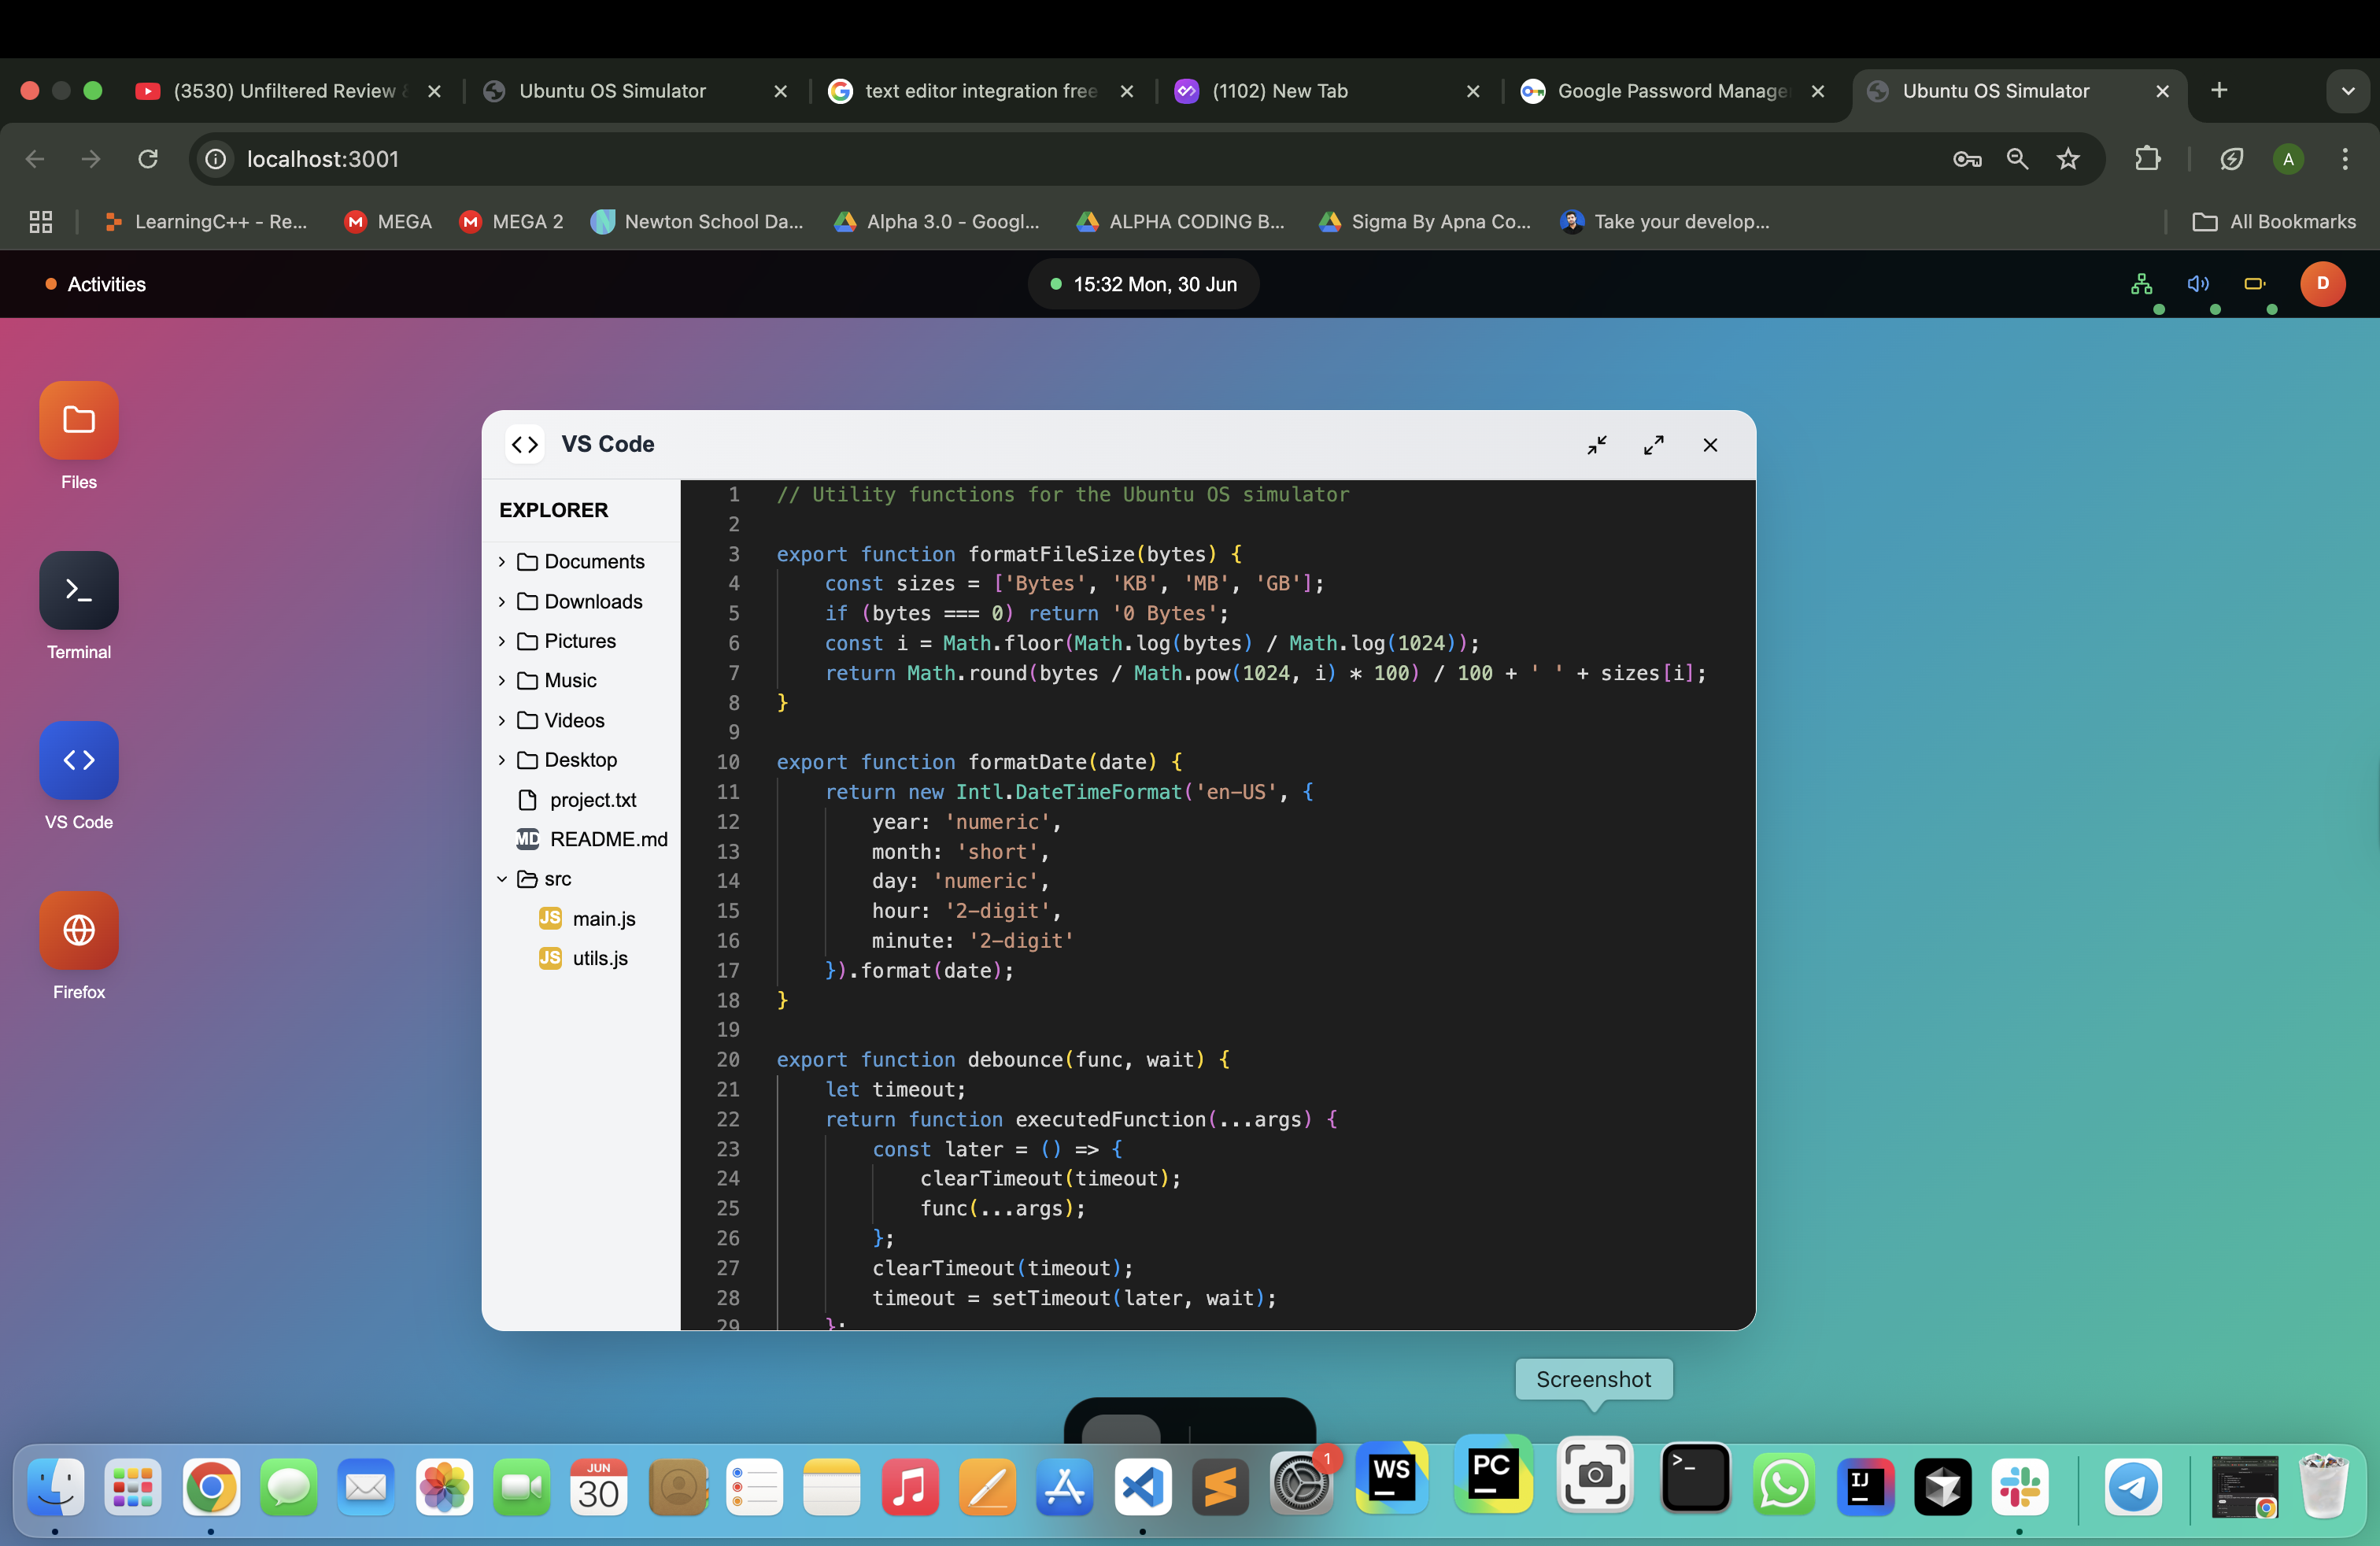 (3530) Unfiltered Review &
Ubuntu OS Simulator
text editor integration free
(1102) New Tab
Google Password Manage
Ubuntu OS Simulator
localhost:3001
A
LearningC++ - Re...
MEGA
MEGA 2
Newton School Da...
Alpha 3.0 - Googl...
ALPHA CODING B...
Sigma By Apna Co...
Take your develop...
All Bookmarks
Activities
15:32 Mon, 30 Jun
D
Files
Terminal
VS Code
Firefox
VS Code
EXPLORER
Documents
Downloads
Pictures
Music
Videos
Desktop
project.txt
MD README.md
src
JS main.js
JS utils.js
1 // Utility functions for the Ubuntu OS simulator
2
3 export function formatFileSize(bytes) {
4     const sizes = ['Bytes', 'KB', 'MB', 'GB'];
5     if (bytes === 0) return '0 Bytes';
6     const i = Math.floor(Math.log(bytes) / Math.log(1024));
7     return Math.round(bytes / Math.pow(1024, i) * 100) / 100 + ' ' + sizes[i];
8 }
9
10 export function formatDate(date) {
11     return new Intl.DateTimeFormat('en-US', {
12         year: 'numeric',
13         month: 'short',
14         day: 'numeric',
15         hour: '2-digit',
16         minute: '2-digit'
17     }).format(date);
18 }
19
20 export function debounce(func, wait) {
21     let timeout;
22     return function executedFunction(...args) {
23         const later = () => {
24             clearTimeout(timeout);
25             func(...args);
26         };
27         clearTimeout(timeout);
28         timeout = setTimeout(later, wait);
29     };
Screenshot
JUN
30
1
WS
PC
>_
IJ